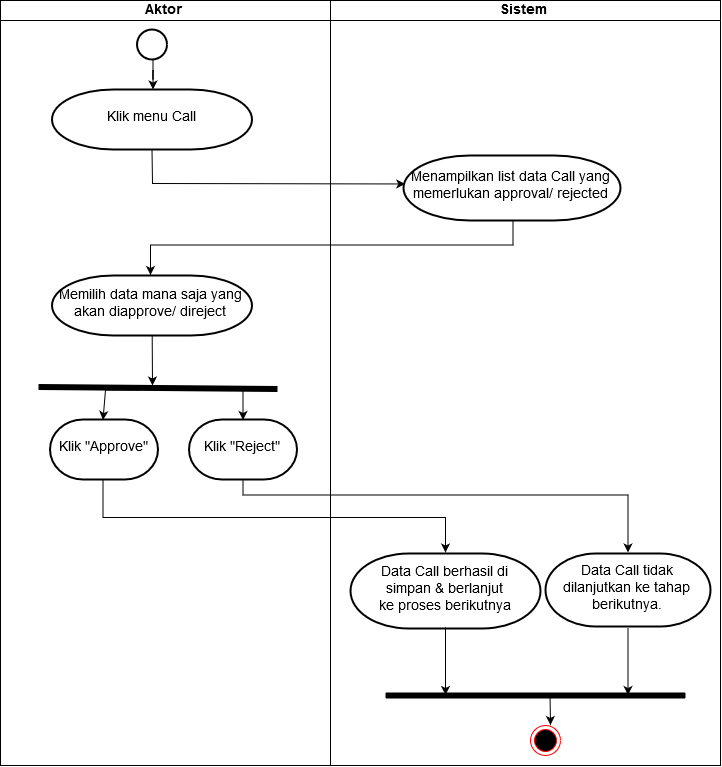 Aktor
Sistem
Klik menu Call
Menampilkan list data Call yang
memerlukan approval/ rejected
Memilih data mana saja yang
akan diapprove/ direject
Klik "Approve"
Klik "Reject"
Data Call berhasil di
simpan & berlanjut
ke proses berikutnya
Data Call tidak
dilanjutkan ke tahap
berikutnya.